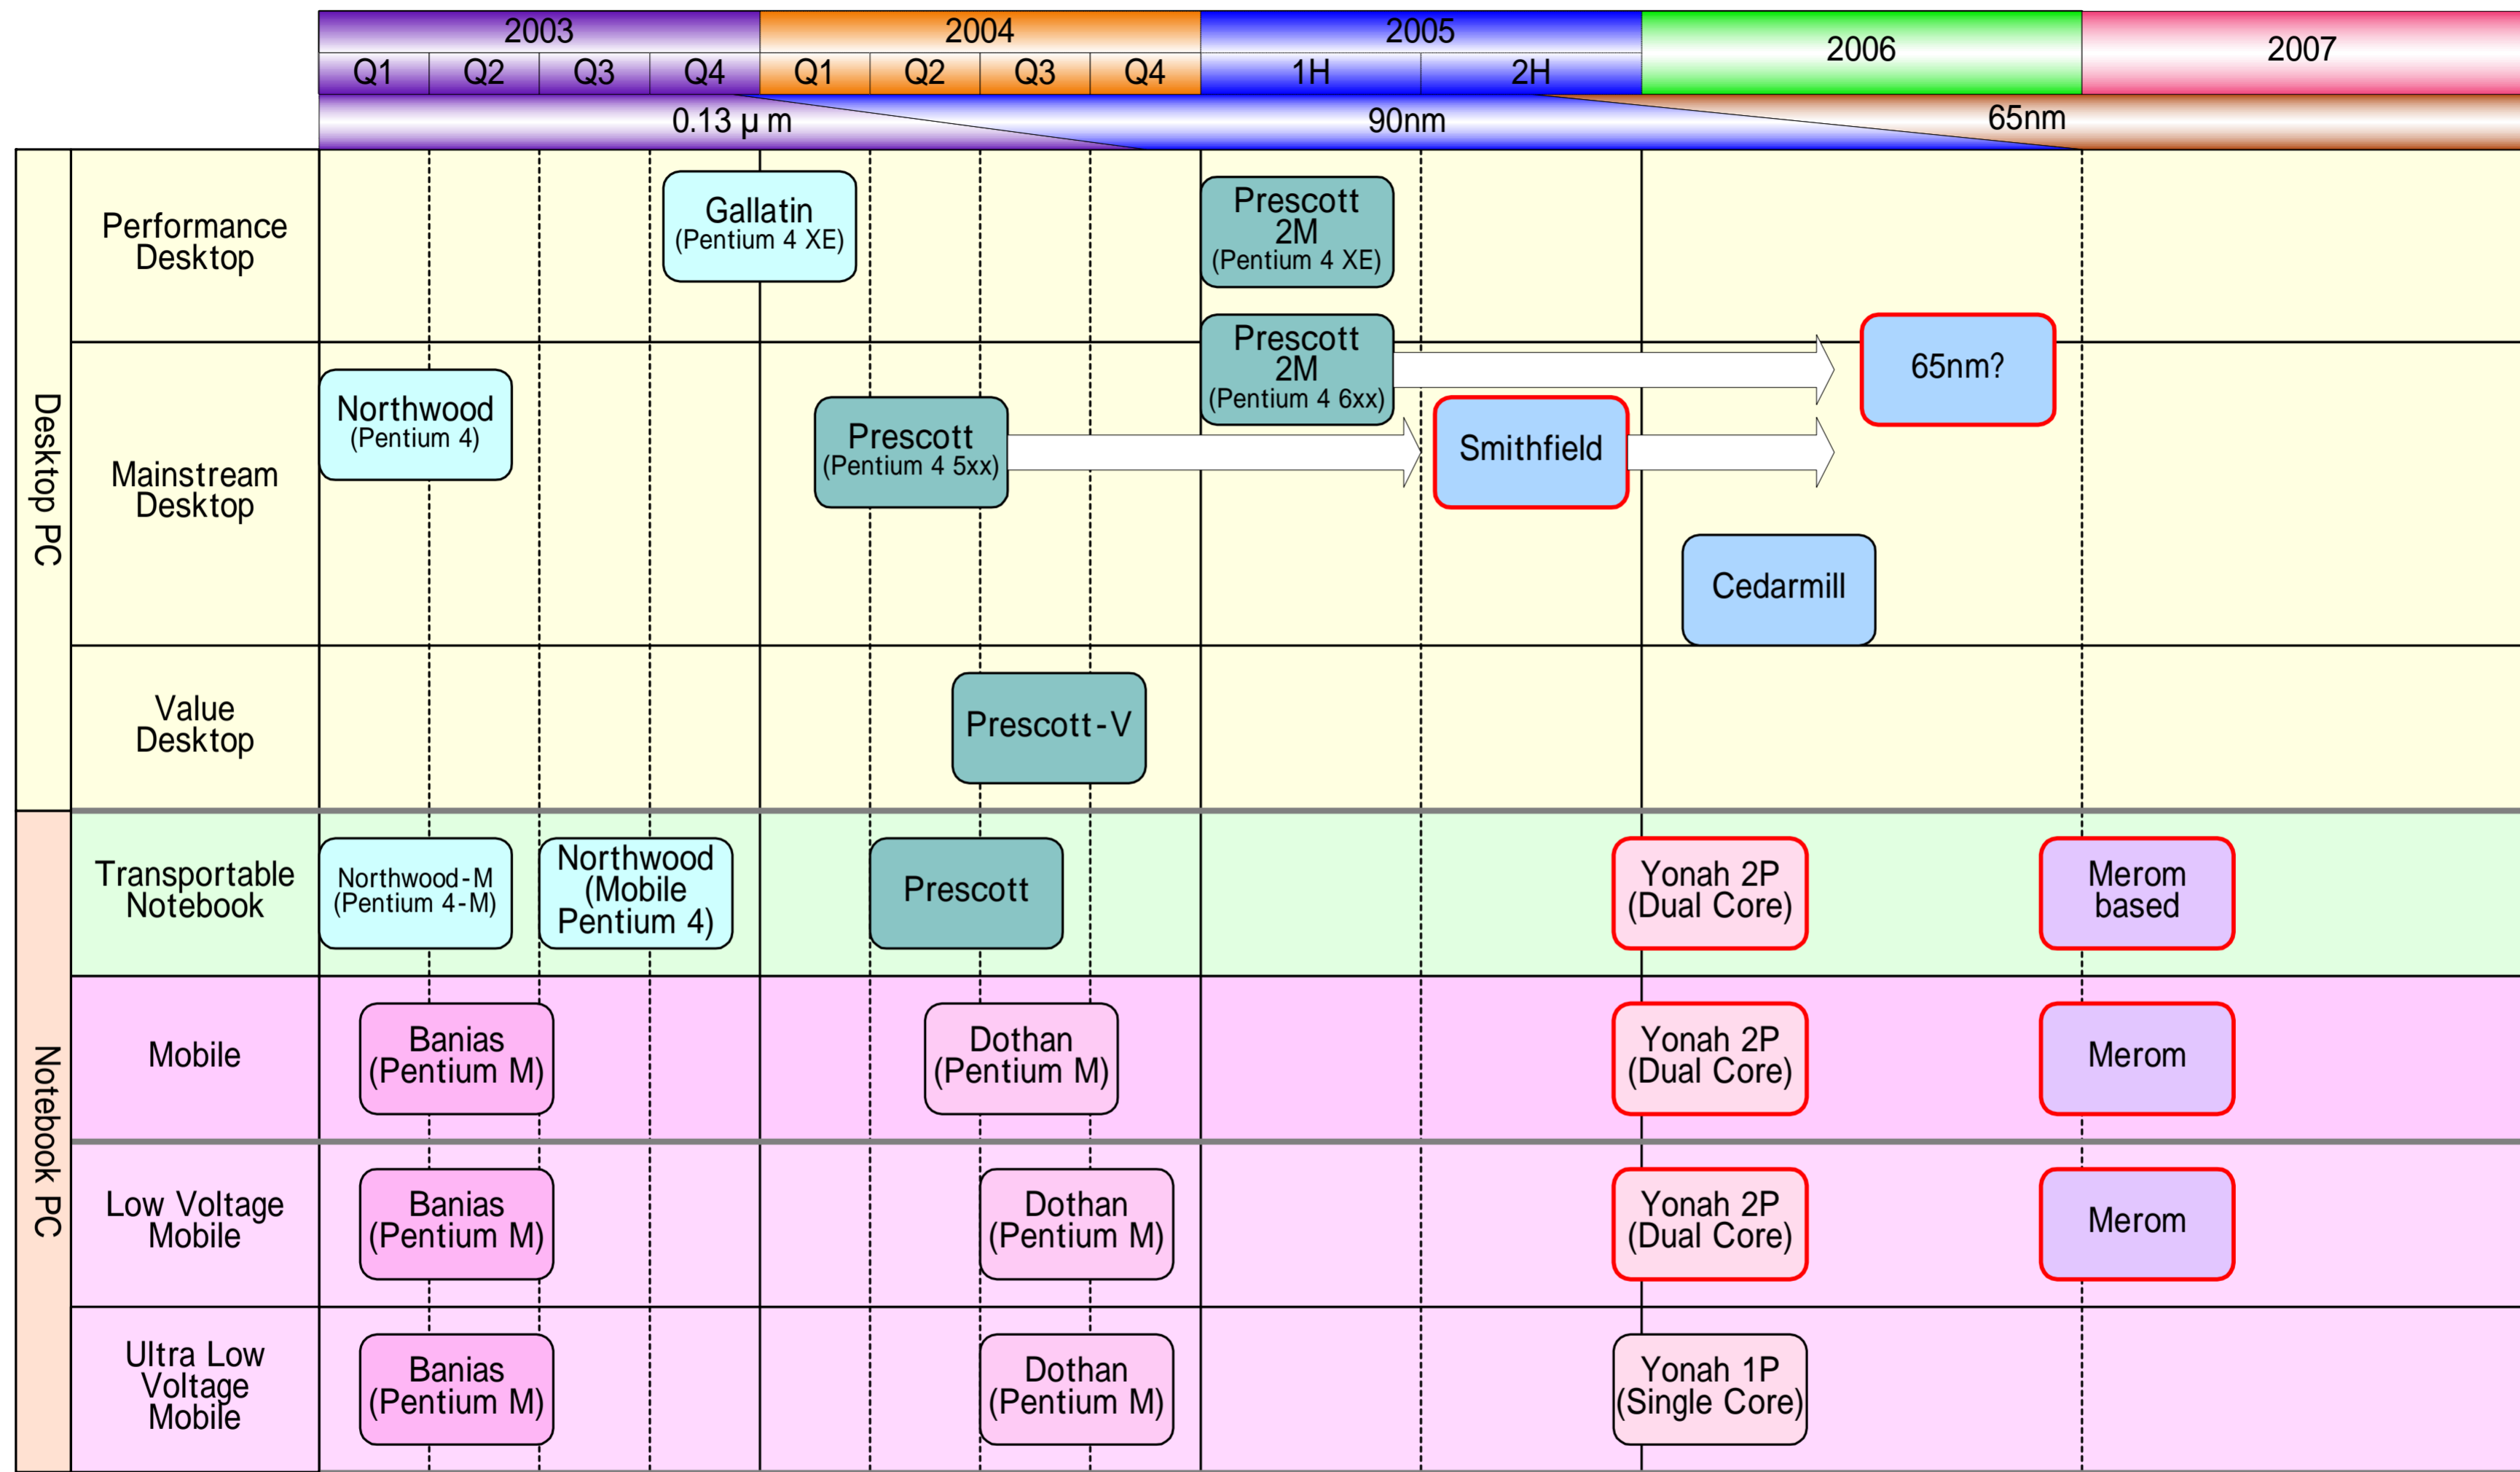 2003
2004
2005
2006
2007
Q1
Q2
Q3
Q4
Q1
Q2
Q3
Q4
1H
2H
0.13 μ m
90nm
65nm
Desktop PC
Performance
Desktop
Gallatin
(Pentium 4 XE)
Prescott
2M
(Pentium 4 XE)
Mainstream
Desktop
Northwood
(Pentium 4)
Prescott
(Pentium 4 5xx)
Prescott
2M
(Pentium 4 6xx)
Smithfield
65nm?
Cedarmill
Value
Desktop
Prescott-V
Notebook PC
Transportable
Notebook
Northwood-M
(Pentium 4-M)
Northwood
(Mobile
Pentium 4)
Prescott
Yonah 2P
(Dual Core)
Merom
based
Mobile
Banias
(Pentium M)
Dothan
(Pentium M)
Yonah 2P
(Dual Core)
Merom
Low Voltage
Mobile
Banias
(Pentium M)
Dothan
(Pentium M)
Yonah 2P
(Dual Core)
Merom
Ultra Low
Voltage
Mobile
Banias
(Pentium M)
Dothan
(Pentium M)
Yonah 1P
(Single Core)